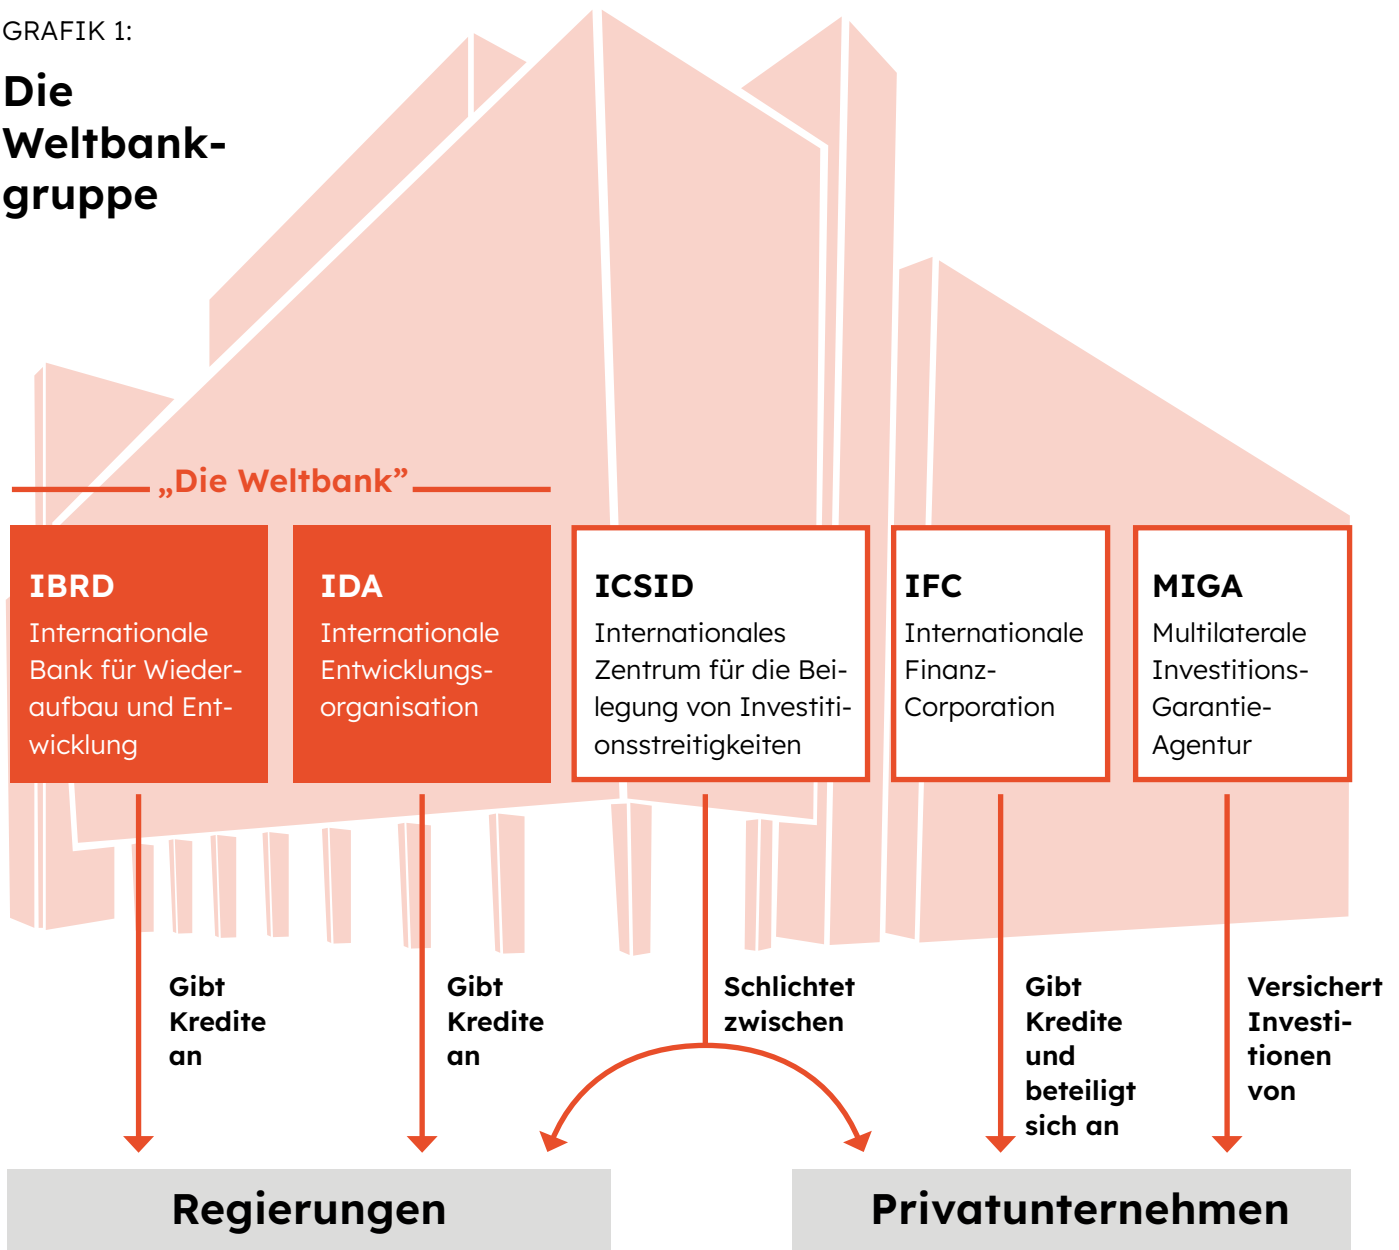 GRAFIK 1:
Die
Weltbank-
gruppe
„Die Weltbank”
IBRD
Internationale
Bank für Wieder-
aufbau und Ent-
wicklung
IDA
Internationale
Entwicklungs-
organisation
ICSID
Internationales
Zentrum für die Bei-
legung von Investiti-
onsstreitigkeiten
IFC
Internationale
Finanz-
Corporation
MIGA
Multilaterale
Investitions-
Garantie-
Agentur
Gibt
Kredite
an
Gibt
Kredite
an
Schlichtet
zwischen
Gibt
Kredite
und
beteiligt
sich an
Versichert
Investi-
tionen
von
Regierungen
Privatunternehmen